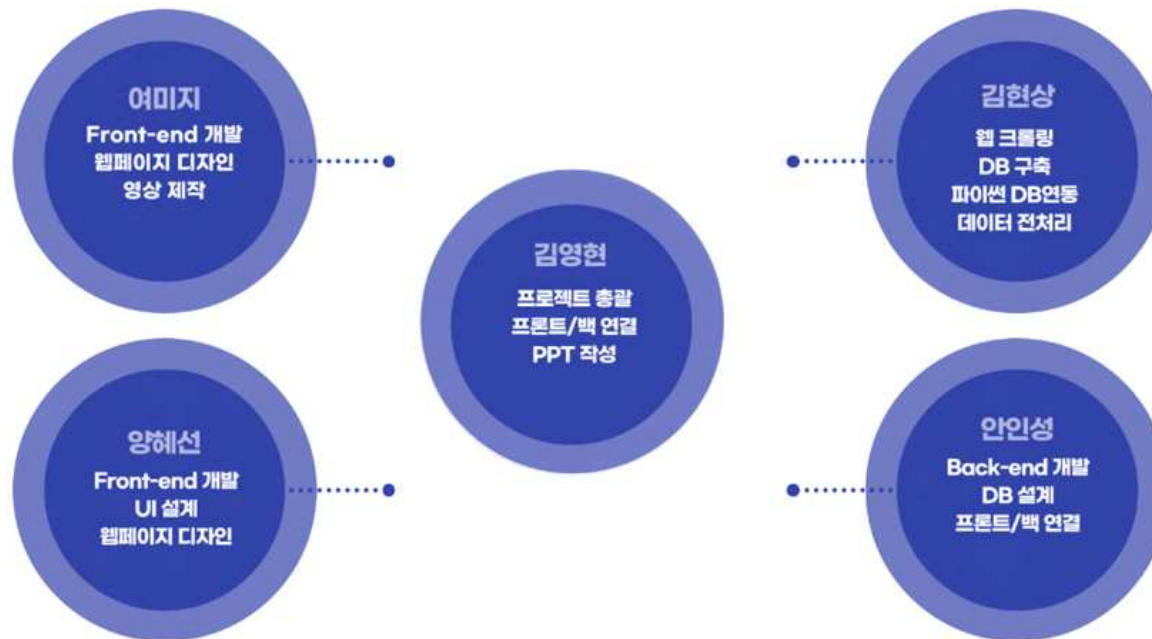 여미지
Front-end 개발
웹페이지 디자인
영상 제작
김현상
웹 크롤링
DB 구축
파이썬 DB연동
데이터 전처리
김영현
프로젝트 총괄
프론트/백 연결
PPT 작성
양혜선
Front-end 개발
UI 설계
웹페이지 디자인
안인성
Back-end 개발
DB 설계
프론트/백 연결